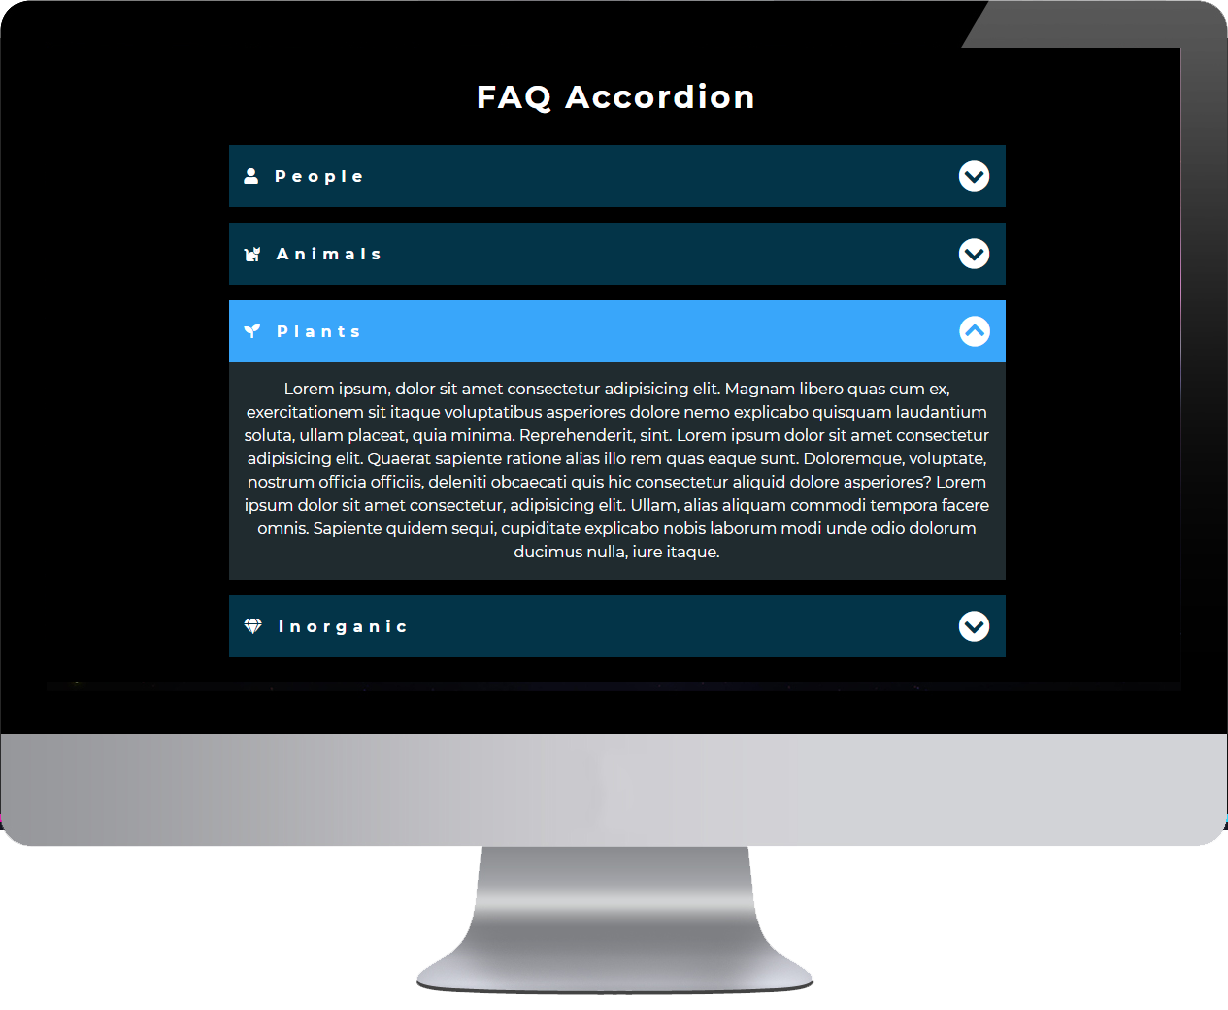 FAQ Accordion
People
Animals
Plants
Lorem ipsum, dolor sit amet consectetur adipisicing elit. Magnam libero quas cum ex,
exercitationem sit itaque voluptatibus asperiores dolore nemo explicabo quisquam laudantium
soluta, ullam placeat, quia minima. Reprehenderit, sint. Lorem ipsum dolor sit amet consectetur
adipisicing elit. Quaerat sapiente ratione alias illo rem quas eaque sunt. Doloremque, voluptate,
nostrum officia officiis, deleniti obcaecati quis hic consectetur aliquid dolore asperiores? Lorem
ipsum dolor sit amet consectetur, adipisicing elit. Ullam, alias aliquam commodi tempora facere
omnis. Sapiente quidem sequi, cupiditate explicabo nobis laborum modi unde odio dolorum
ducimus nulla, iure itaque.
Inorganic